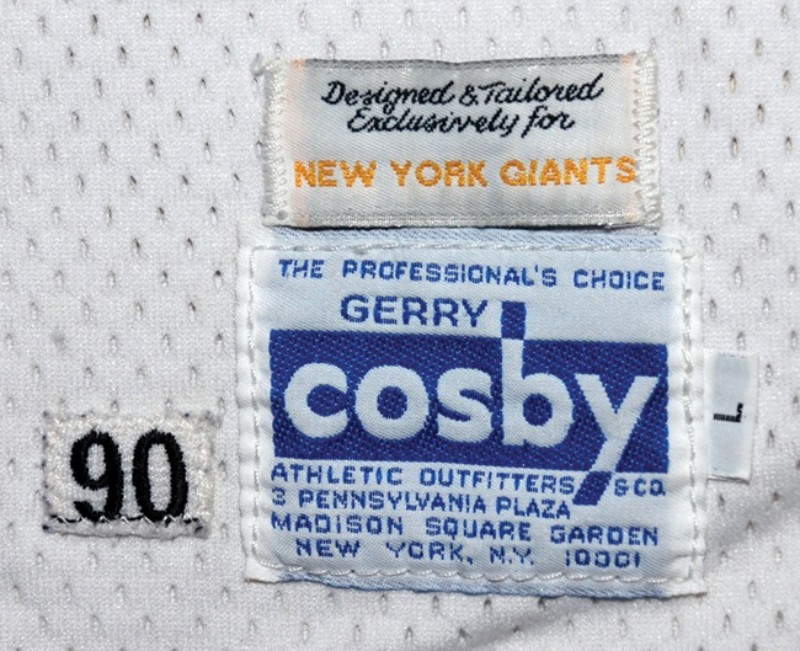 Designed & Tailored
Exclusively for
NEW YORK GIANTS
THE PROFESSIONAL'S CHOICE
GERRY
cosby
ATHLETIC OUTFITTERS & CO.
3 PENNSYLVANIA PLAZA
MADISON SQUARE GARDEN
NEW YORK, N.Y. 10001
L
90